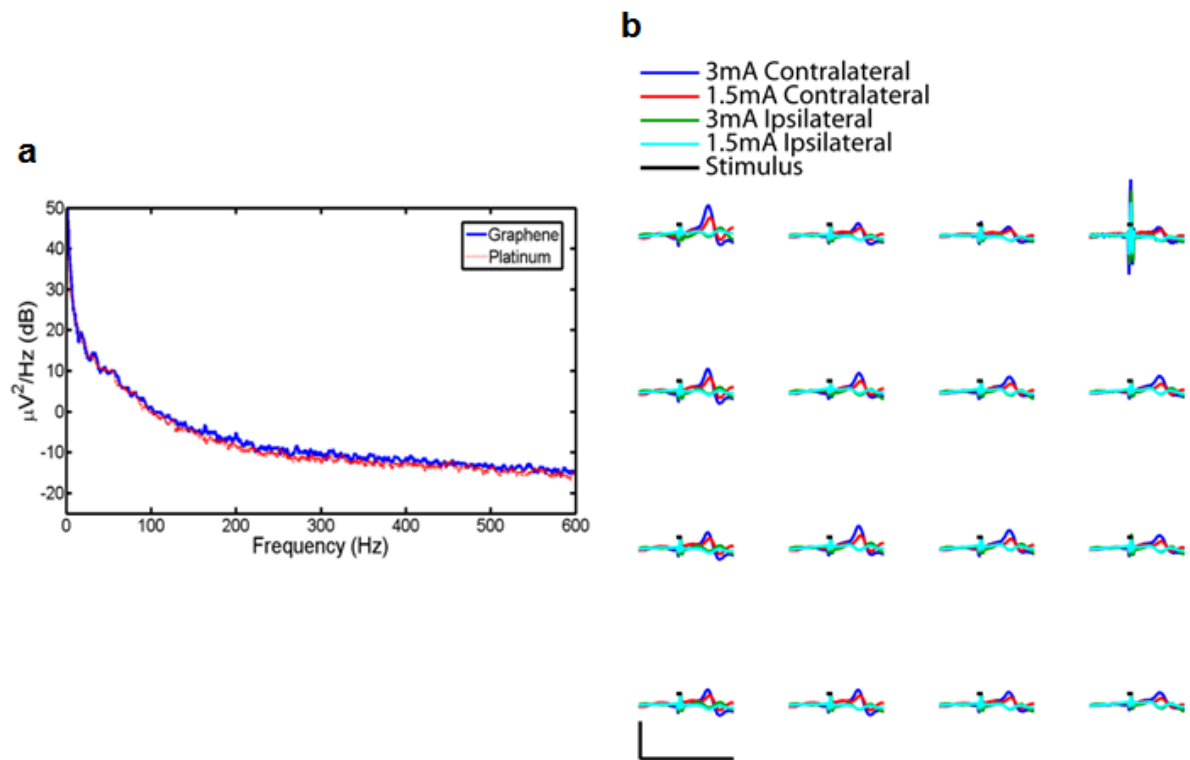 b
3mA Contralateral
1.5mA Contralateral
3mA Ipsilateral
1.5mA Ipsilateral
Stimulus
a
50
40
30
20
10
0
-10
-20
µV²/Hz (dB)
Graphene
Platinum
0 100 200 300 400 500 600
Frequency (Hz)